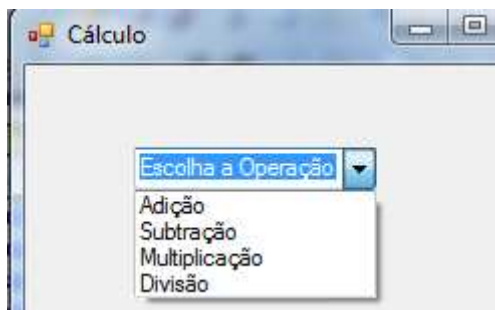 Cálculo
Escolha a Operação
Adição
Subtração
Multiplicação
Divisão